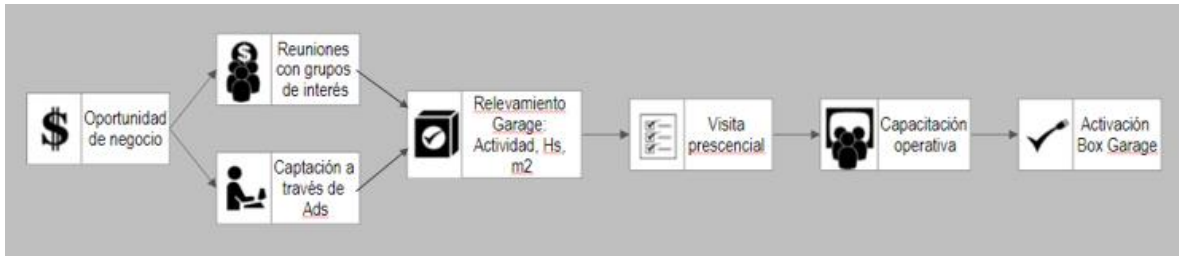 Oportunidad
de negocio
$
Reuniones
con grupos
de interés
Captación a
través de
Ads
Relevamiento
Garage:
Actividad, Hs,
m2
Visita
prescencial
Capacitación
operativa
Activación
Box Garage